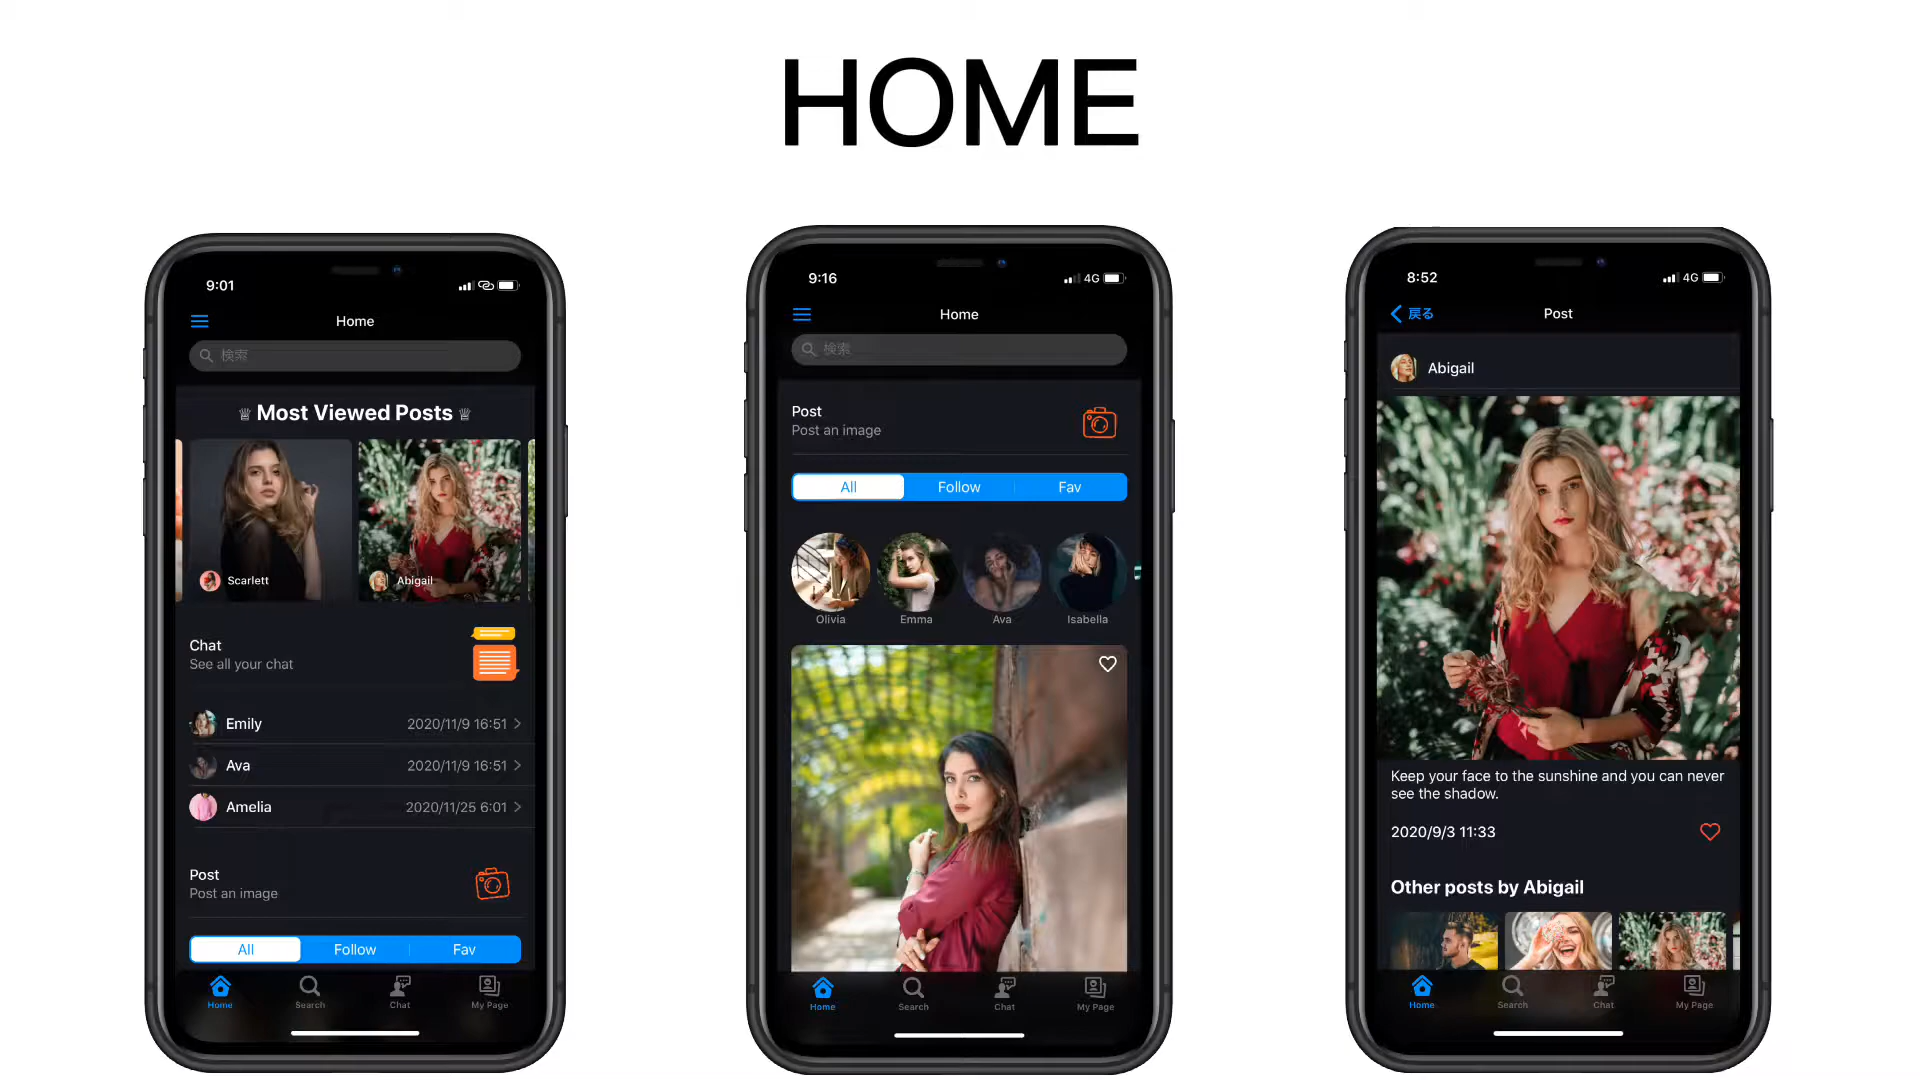 HOME
9:01
Home
検索
♕ Most Viewed Posts ♕
Scarlett
Abigail
Chat
See all your chat
Emily 2020/11/9 16:51
Ava 2020/11/9 16:51
Amelia 2020/11/25 6:01
Post
Post an image
All Follow Fav
Home Search Chat My Page
9:16 4G
Home
検索
Post
Post an image
All Follow Fav
Olivia Emma Ava Isabella
Home Search Chat My Page
8:52 4G
戻る Post
Abigail
Keep your face to the sunshine and you can never
see the shadow.
2020/9/3 11:33
Other posts by Abigail
Home Search Chat My Page